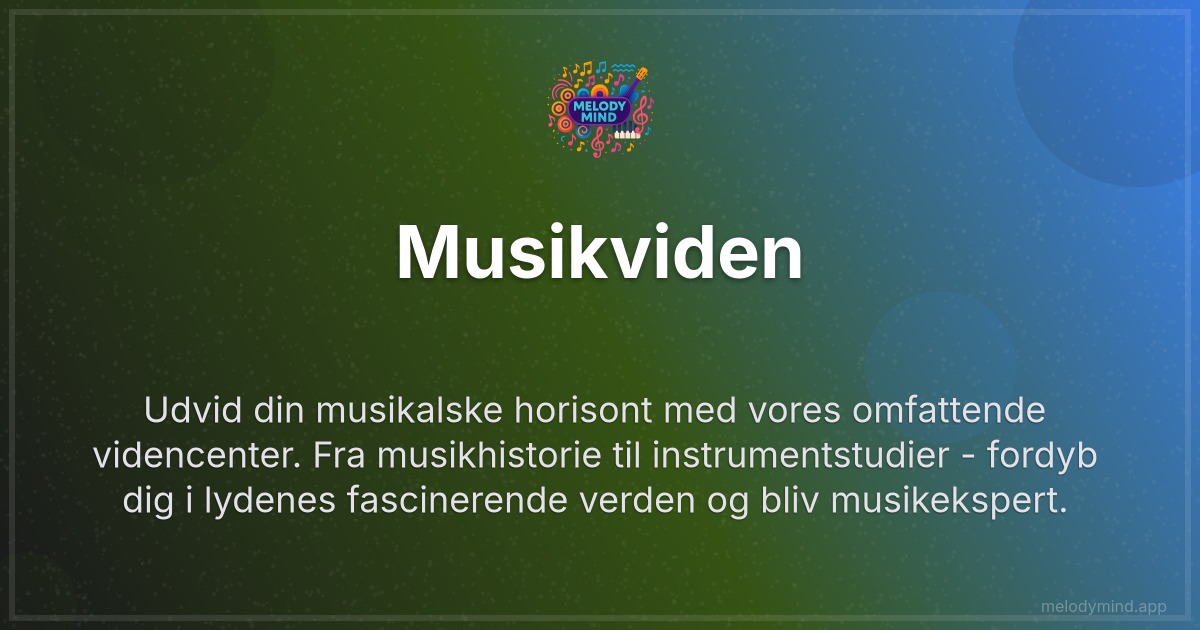 MELODY
MIND
Musikviden
Udvid din musikalske horisont med vores omfattende
videncenter. Fra musikhistorie til instrumentstudier - fordyb
dig i lydenes fascinerende verden og bliv musikekspert.
melodymind.app